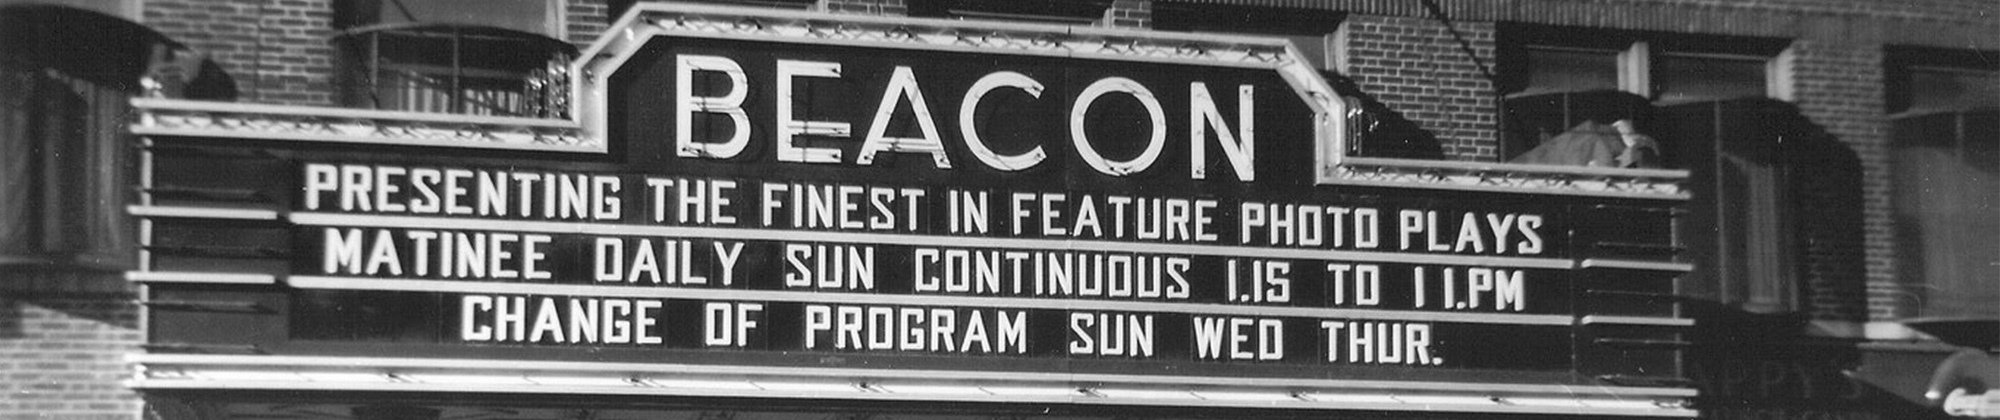 BEACON
PRESENTING THE FINEST IN FEATURE PHOTO PLAYS
MATINEE DAILY SUN CONTINUOUS 1.15 TO 11.PM
CHANGE OF PROGRAM SUN WED THUR.